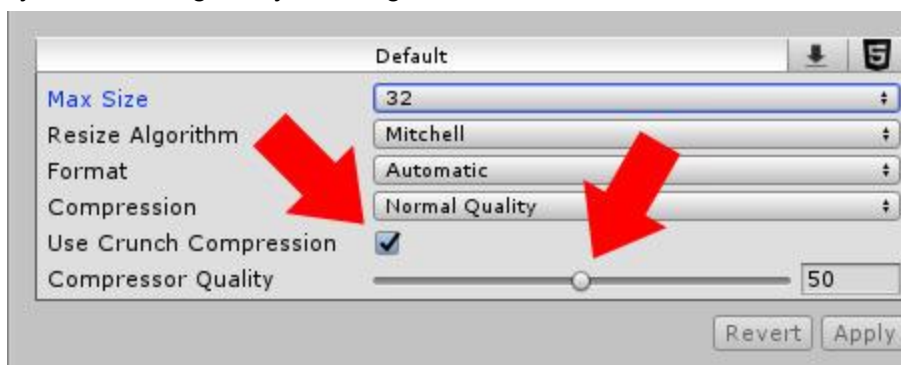 Default
Max Size 32
Resize Algorithm Mitchell
Format Automatic
Compression Normal Quality
Use Crunch Compression
Compressor Quality 50
Revert Apply